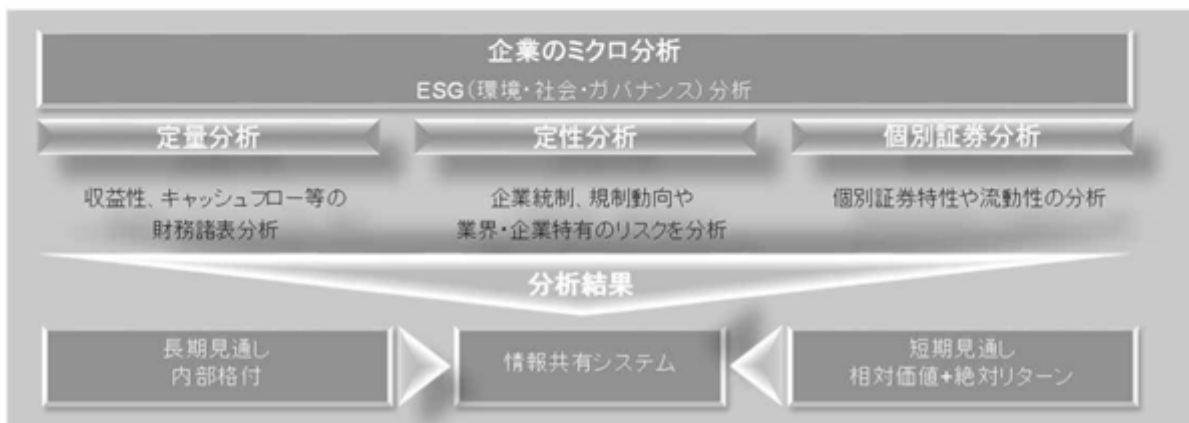 企業のミクロ分析
ESG(環境・社会・ガバナンス)分析
定量分析
定性分析
個別証券分析
収益性、キャッシュフロー等の
財務諸表分析
企業統制、規制動向や
業界・企業特有のリスクを分析
個別証券特性や流動性の分析
分析結果
長期見通し
内部格付
情報共有システム
短期見通し
相対価値+絶対リターン